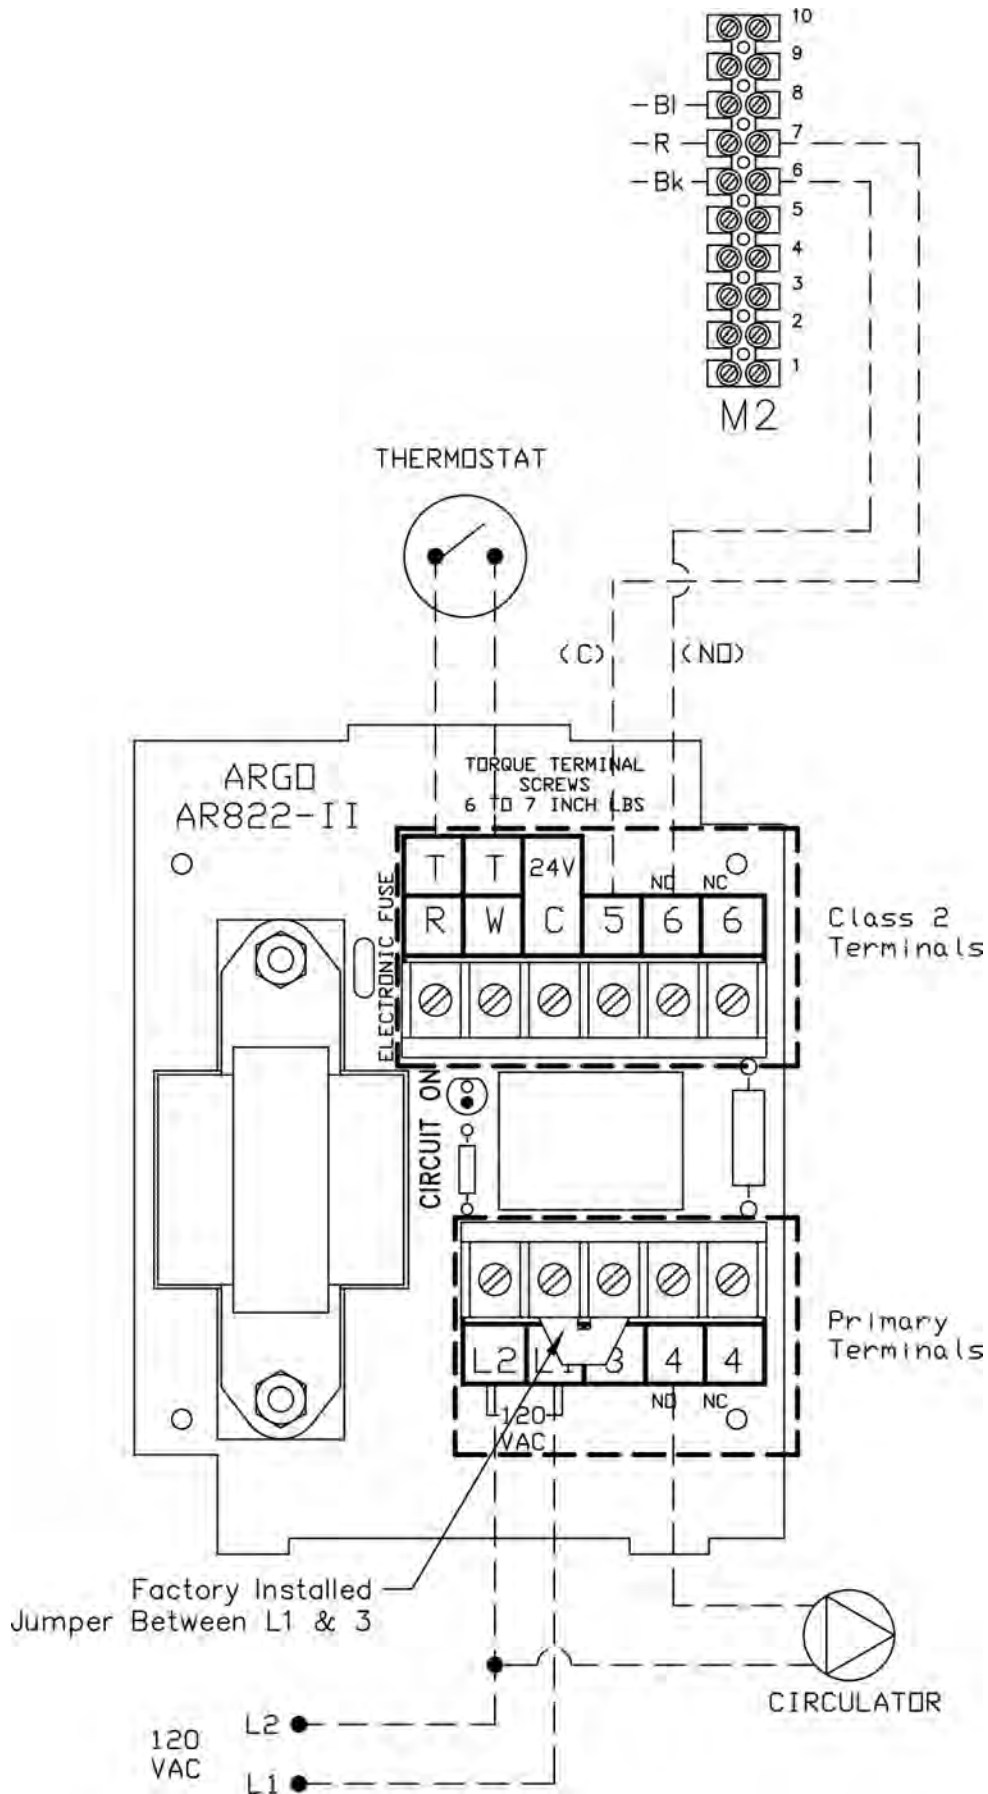 10
9
8
7
6
5
4
3
2
1
Bl
R
Bk
M2
THERMOSTAT
(C)
(NO)
ARGO
AR822-II
TORQUE TERMINAL
SCREWS
6 TO 7 INCH LBS
T T 24V
NO NC
R W C 5 6 6
ELECTRONIC FUSE
Class 2
Terminals
CIRCUIT ON
L2 L1 3 4 4
NO NC
120
VAC
Primary
Terminals
Factory Installed
Jumper Between L1 & 3
CIRCULATOR
120
VAC
L2
L1